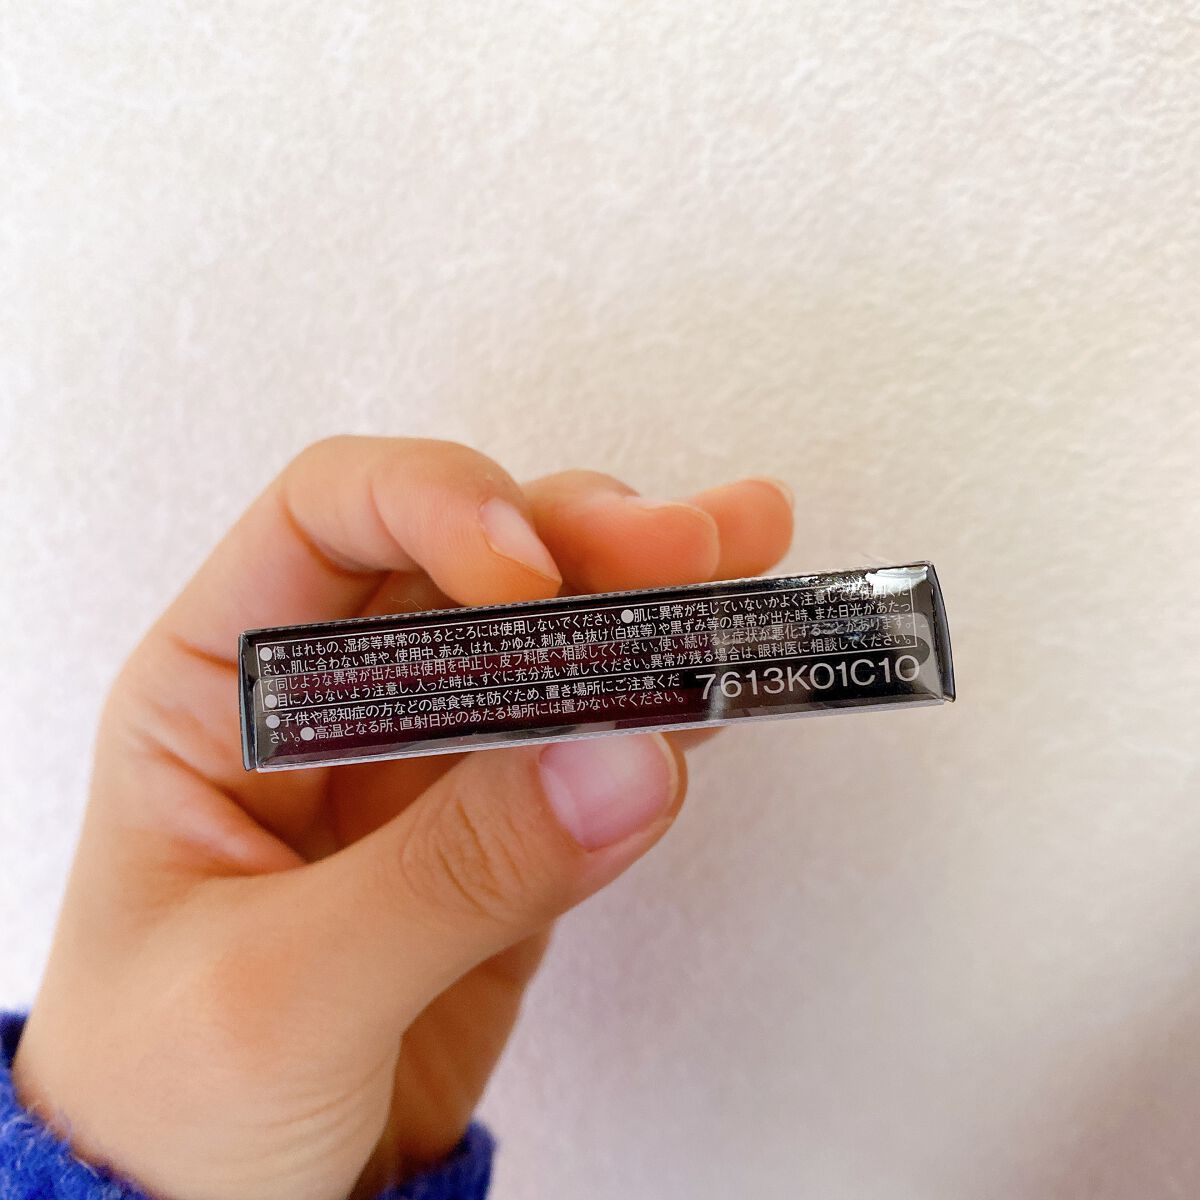 ●傷、はれもの、湿疹等異常のあるところには使用しないでください。●肌に異常が生じていないかよく注意して
さい。肌に合わない時や、使用中、赤み、はれ、かゆみ、刺激、色抜け(白斑等)や黒ずみ等の異常が出た時、また日光があたっ
て同じような異常が出た時は使用を中止し、皮フ科医へ相談してください。使い続けると症状が悪化することがあります。
●目に入らないよう注意し、入った時は、すぐに充分洗い流してください。異常が残る場合は、眼科医に相談してください。
●子供や認知症の方などの誤食等を防ぐため、置き場所にご注意くだ
さい。●高温となる所、直射日光のあたる場所には置かないでください。
7613K01C10